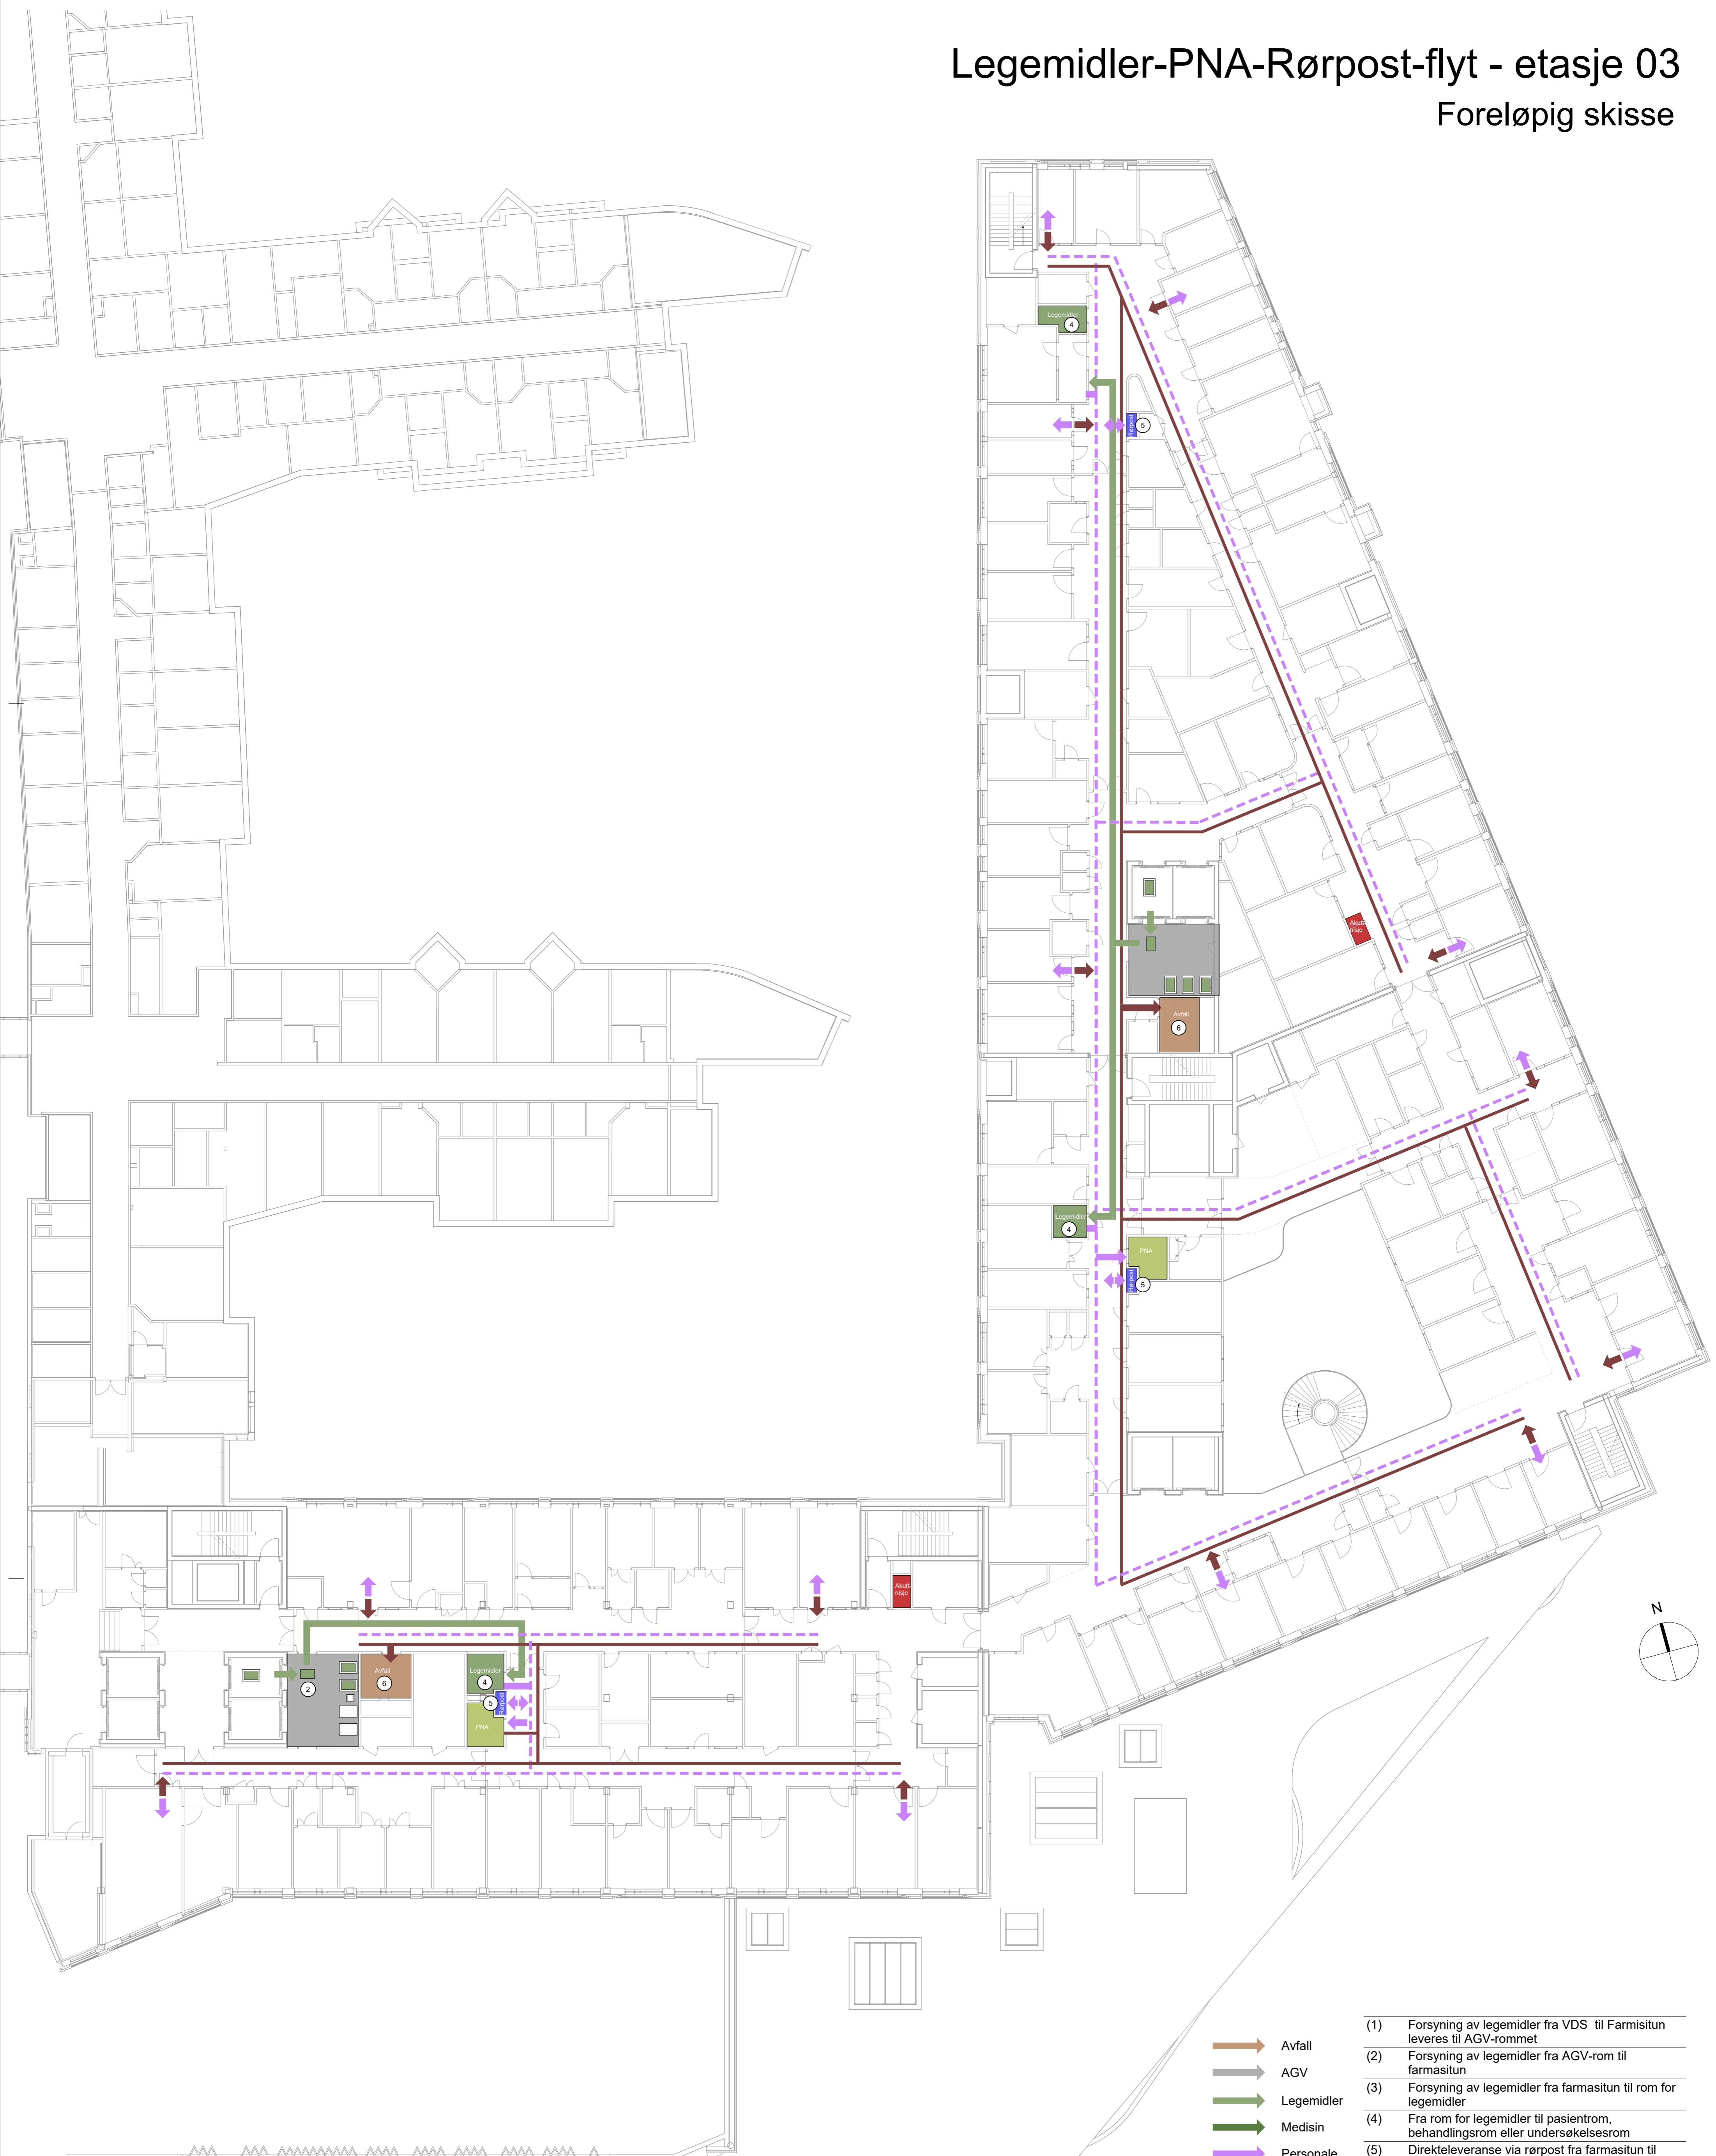 Legemidler-PNA-Rørpost-flyt - etasje 03
Foreløpig skisse
Legemidler
4
Rørpost
5
Akutt-
nisje
Avfall
6
Legemidler
4
PNA
Rørpost
5
Akutt-
nisje
N
2
Avfall
6
Legemidler
4
5
Rørpost
PNA
Avfall
AGV
Legemidler
Medisin
Personale
(1) Forsyning av legemidler fra VDS til Farmisitun
leveres til AGV-rommet
(2) Forsyning av legemidler fra AGV-rom til
farmasitun
(3) Forsyning av legemidler fra farmasitun til rom for
legemidler
(4) Fra rom for legemidler til pasientrom,
behandlingsrom eller undersøkelsesrom
(5) Direkteleveranse via rørpost fra farmasitun til